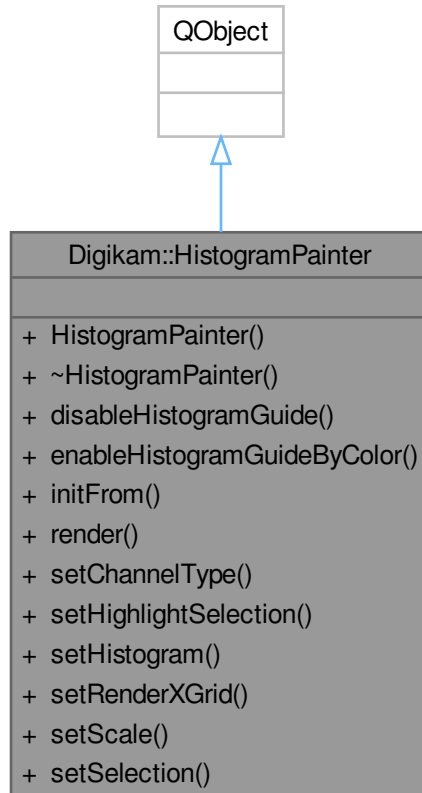 QObject
Digikam::HistogramPainter
+ HistogramPainter()
+ ~HistogramPainter()
+ disableHistogramGuide()
+ enableHistogramGuideByColor()
+ initFrom()
+ render()
+ setChannelType()
+ setHighlightSelection()
+ setHistogram()
+ setRenderXGrid()
+ setScale()
+ setSelection()